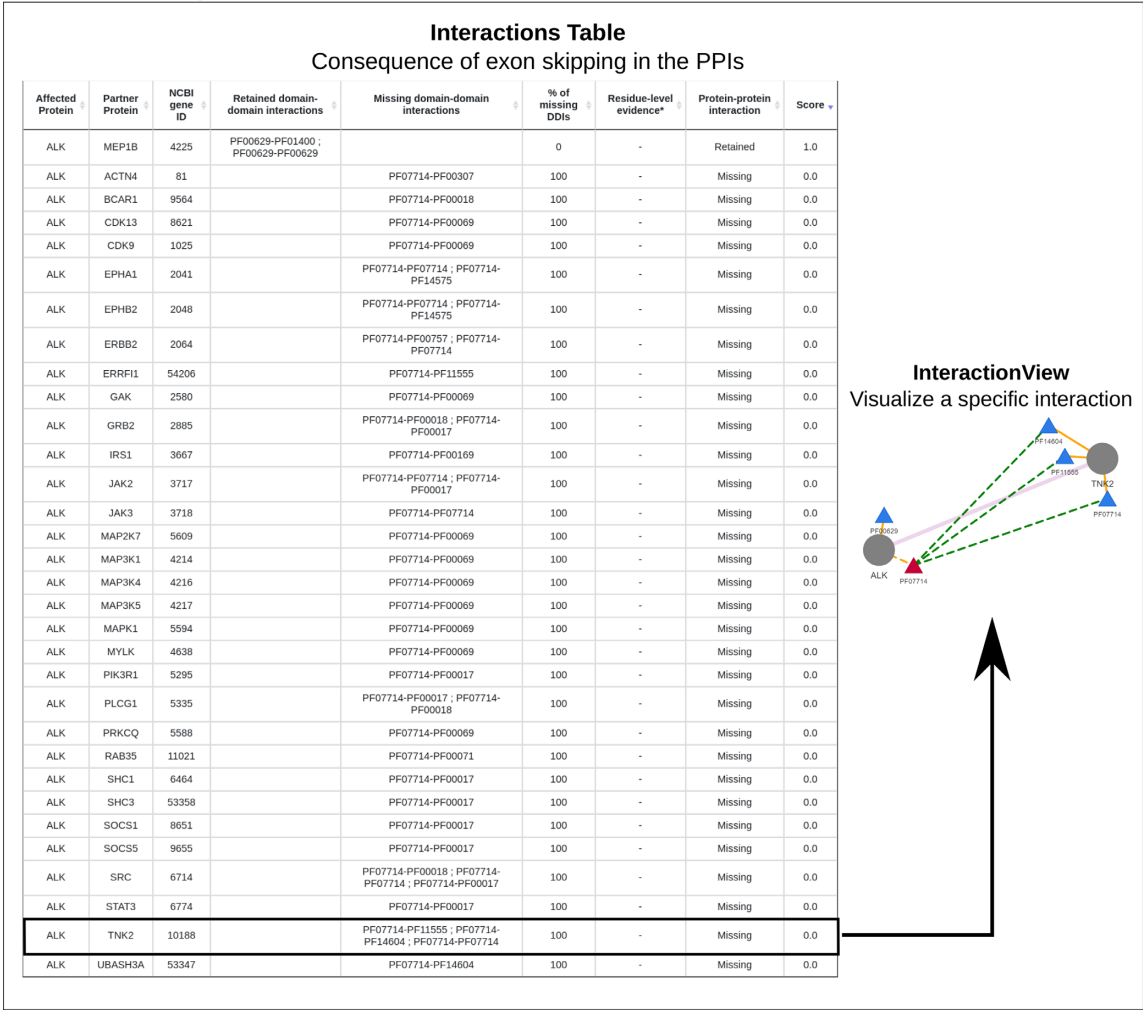 Interactions Table
Consequence of exon skipping in the PPIs
Affected Protein Partner Protein NCBI gene ID Retained domain-domain interactions Missing domain-domain interactions % of missing DDIs Residue-level evidence* Protein-protein interaction Score
ALK MEP1B 4225 PF00629-PF01400 ; PF00629-PF00629 0 - Retained 1.0
ALK ACTN4 81 PF07714-PF00307 100 - Missing 0.0
ALK BCAR1 9564 PF07714-PF00018 100 - Missing 0.0
ALK CDK13 8621 PF07714-PF00069 100 - Missing 0.0
ALK CDK9 1025 PF07714-PF00069 100 - Missing 0.0
ALK EPHA1 2041 PF07714-PF07714 ; PF07714-PF14575 100 - Missing 0.0
ALK EPHB2 2048 PF07714-PF07714 ; PF07714-PF14575 100 - Missing 0.0
ALK ERBB2 2064 PF07714-PF00757 ; PF07714-PF07714 100 - Missing 0.0
ALK ERRFI1 54206 PF07714-PF11555 100 - Missing 0.0
ALK GAK 2580 PF07714-PF00069 100 - Missing 0.0
ALK GRB2 2885 PF07714-PF00018 ; PF07714-PF00017 100 - Missing 0.0
ALK IRS1 3667 PF07714-PF00169 100 - Missing 0.0
ALK JAK2 3717 PF07714-PF07714 ; PF07714-PF00017 100 - Missing 0.0
ALK JAK3 3718 PF07714-PF07714 100 - Missing 0.0
ALK MAP2K7 5609 PF07714-PF00069 100 - Missing 0.0
ALK MAP3K1 4214 PF07714-PF00069 100 - Missing 0.0
ALK MAP3K4 4216 PF07714-PF00069 100 - Missing 0.0
ALK MAP3K5 4217 PF07714-PF00069 100 - Missing 0.0
ALK MAPK1 5594 PF07714-PF00069 100 - Missing 0.0
ALK MYLK 4638 PF07714-PF00069 100 - Missing 0.0
ALK PIK3R1 5295 PF07714-PF00017 100 - Missing 0.0
ALK PLCG1 5335 PF07714-PF00017 ; PF07714-PF00018 100 - Missing 0.0
ALK PRKCQ 5588 PF07714-PF00069 100 - Missing 0.0
ALK RAB35 11021 PF07714-PF00071 100 - Missing 0.0
ALK SHC1 6464 PF07714-PF00017 100 - Missing 0.0
ALK SHC3 53358 PF07714-PF00017 100 - Missing 0.0
ALK SOCS1 8651 PF07714-PF00017 100 - Missing 0.0
ALK SOCS5 9655 PF07714-PF00017 100 - Missing 0.0
ALK SRC 6714 PF07714-PF00018 ; PF07714-PF07714 ; PF07714-PF00017 100 - Missing 0.0
ALK STAT3 6774 PF07714-PF00017 100 - Missing 0.0
ALK TNK2 10188 PF07714-PF11555 ; PF07714-PF14604 ; PF07714-PF07714 100 - Missing 0.0
ALK UBASH3A 53347 PF07714-PF14604 100 - Missing 0.0
InteractionView
Visualize a specific interaction
PF14604
PF11555
TNK2
PF07714
PF00629
ALK
PF07714